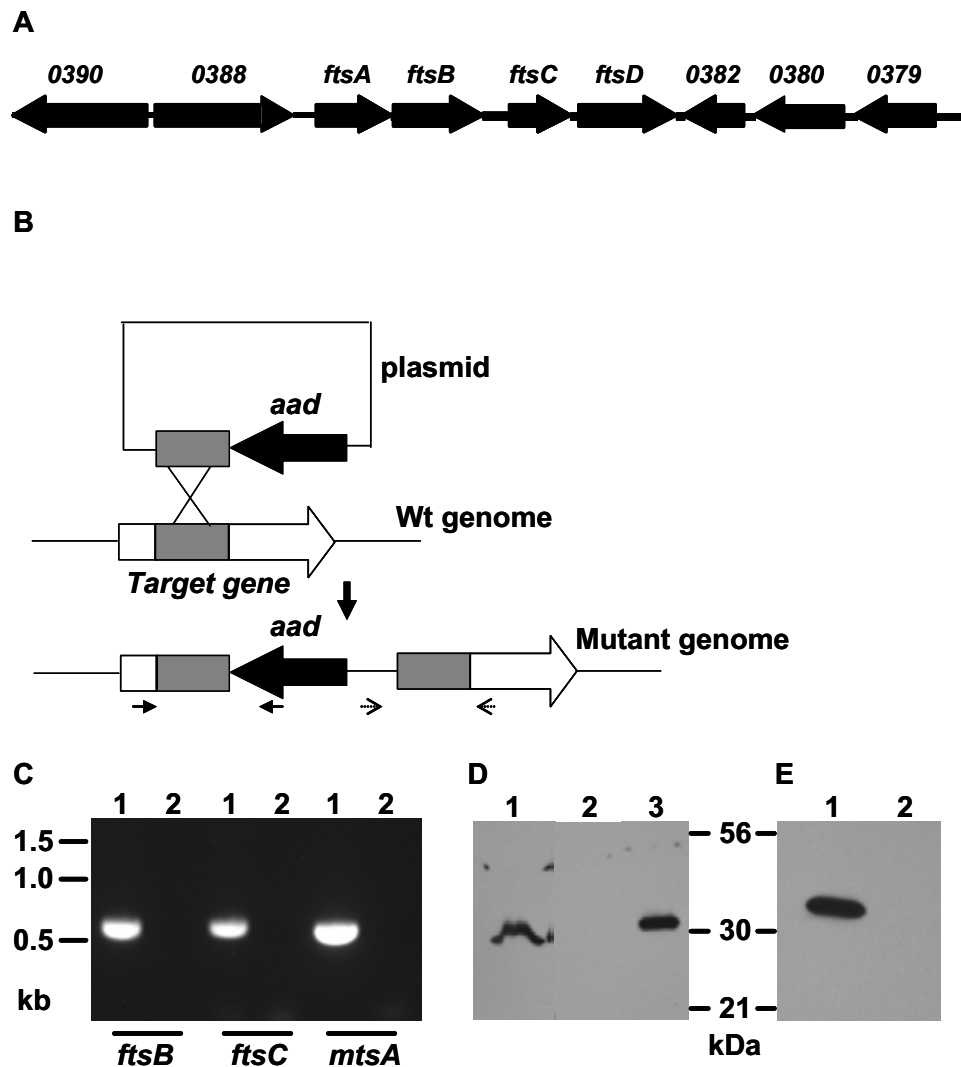 A
0390 0388 ftsA ftsB ftsC ftsD 0382 0380 0379
B
plasmid
aad
Wt genome
Target gene
aad
Mutant genome
C
1 2 1 2 1 2
1.5
1.0
0.5
kb
ftsB ftsC mtsA
D
1 2 3
56
30
21
kDa
E
1 2